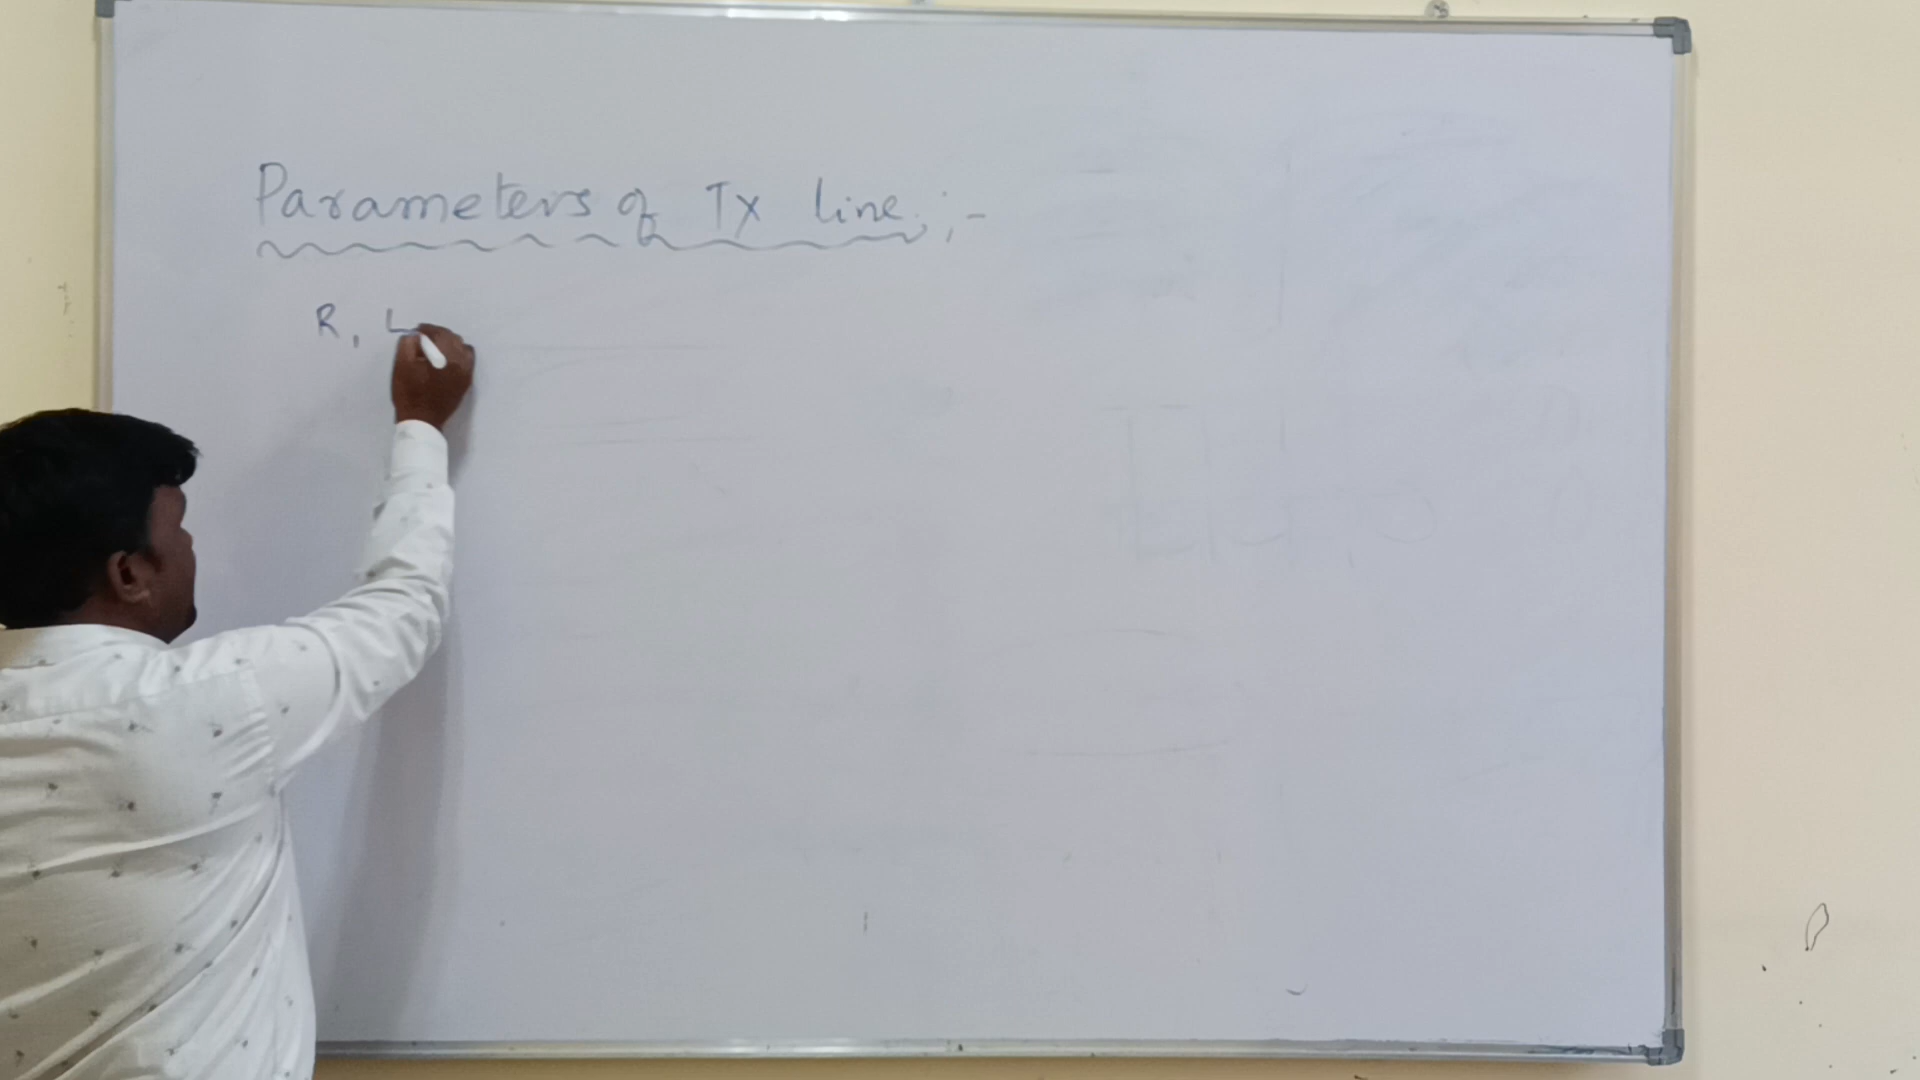 Parameters of Tx line :-
R, L